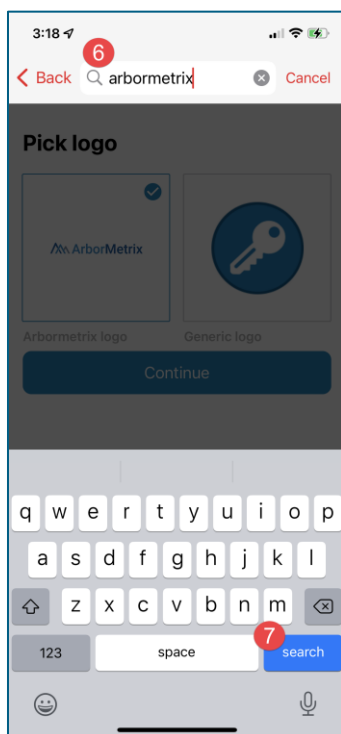 3:18
6
Back arbormetrix Cancel
Pick logo
ArborMetrix
Arbormetrix logo Generic logo
Continue
q w e r t y u i o p
a s d f g h j k l
z x c v b n m
7
123 space search